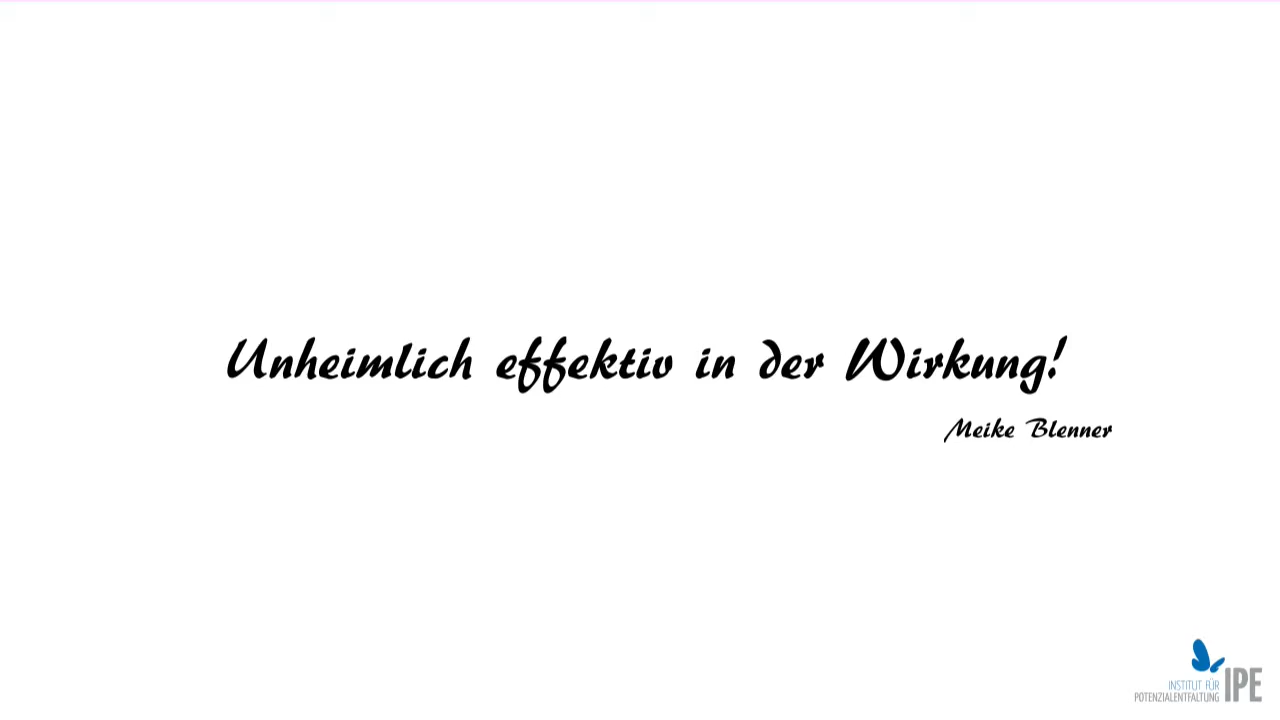 Unheimlich effektiv in der Wirkung!
Meike Blenner
INSTITUT FÜR
POTENZIALENTFALTUNG
IPE